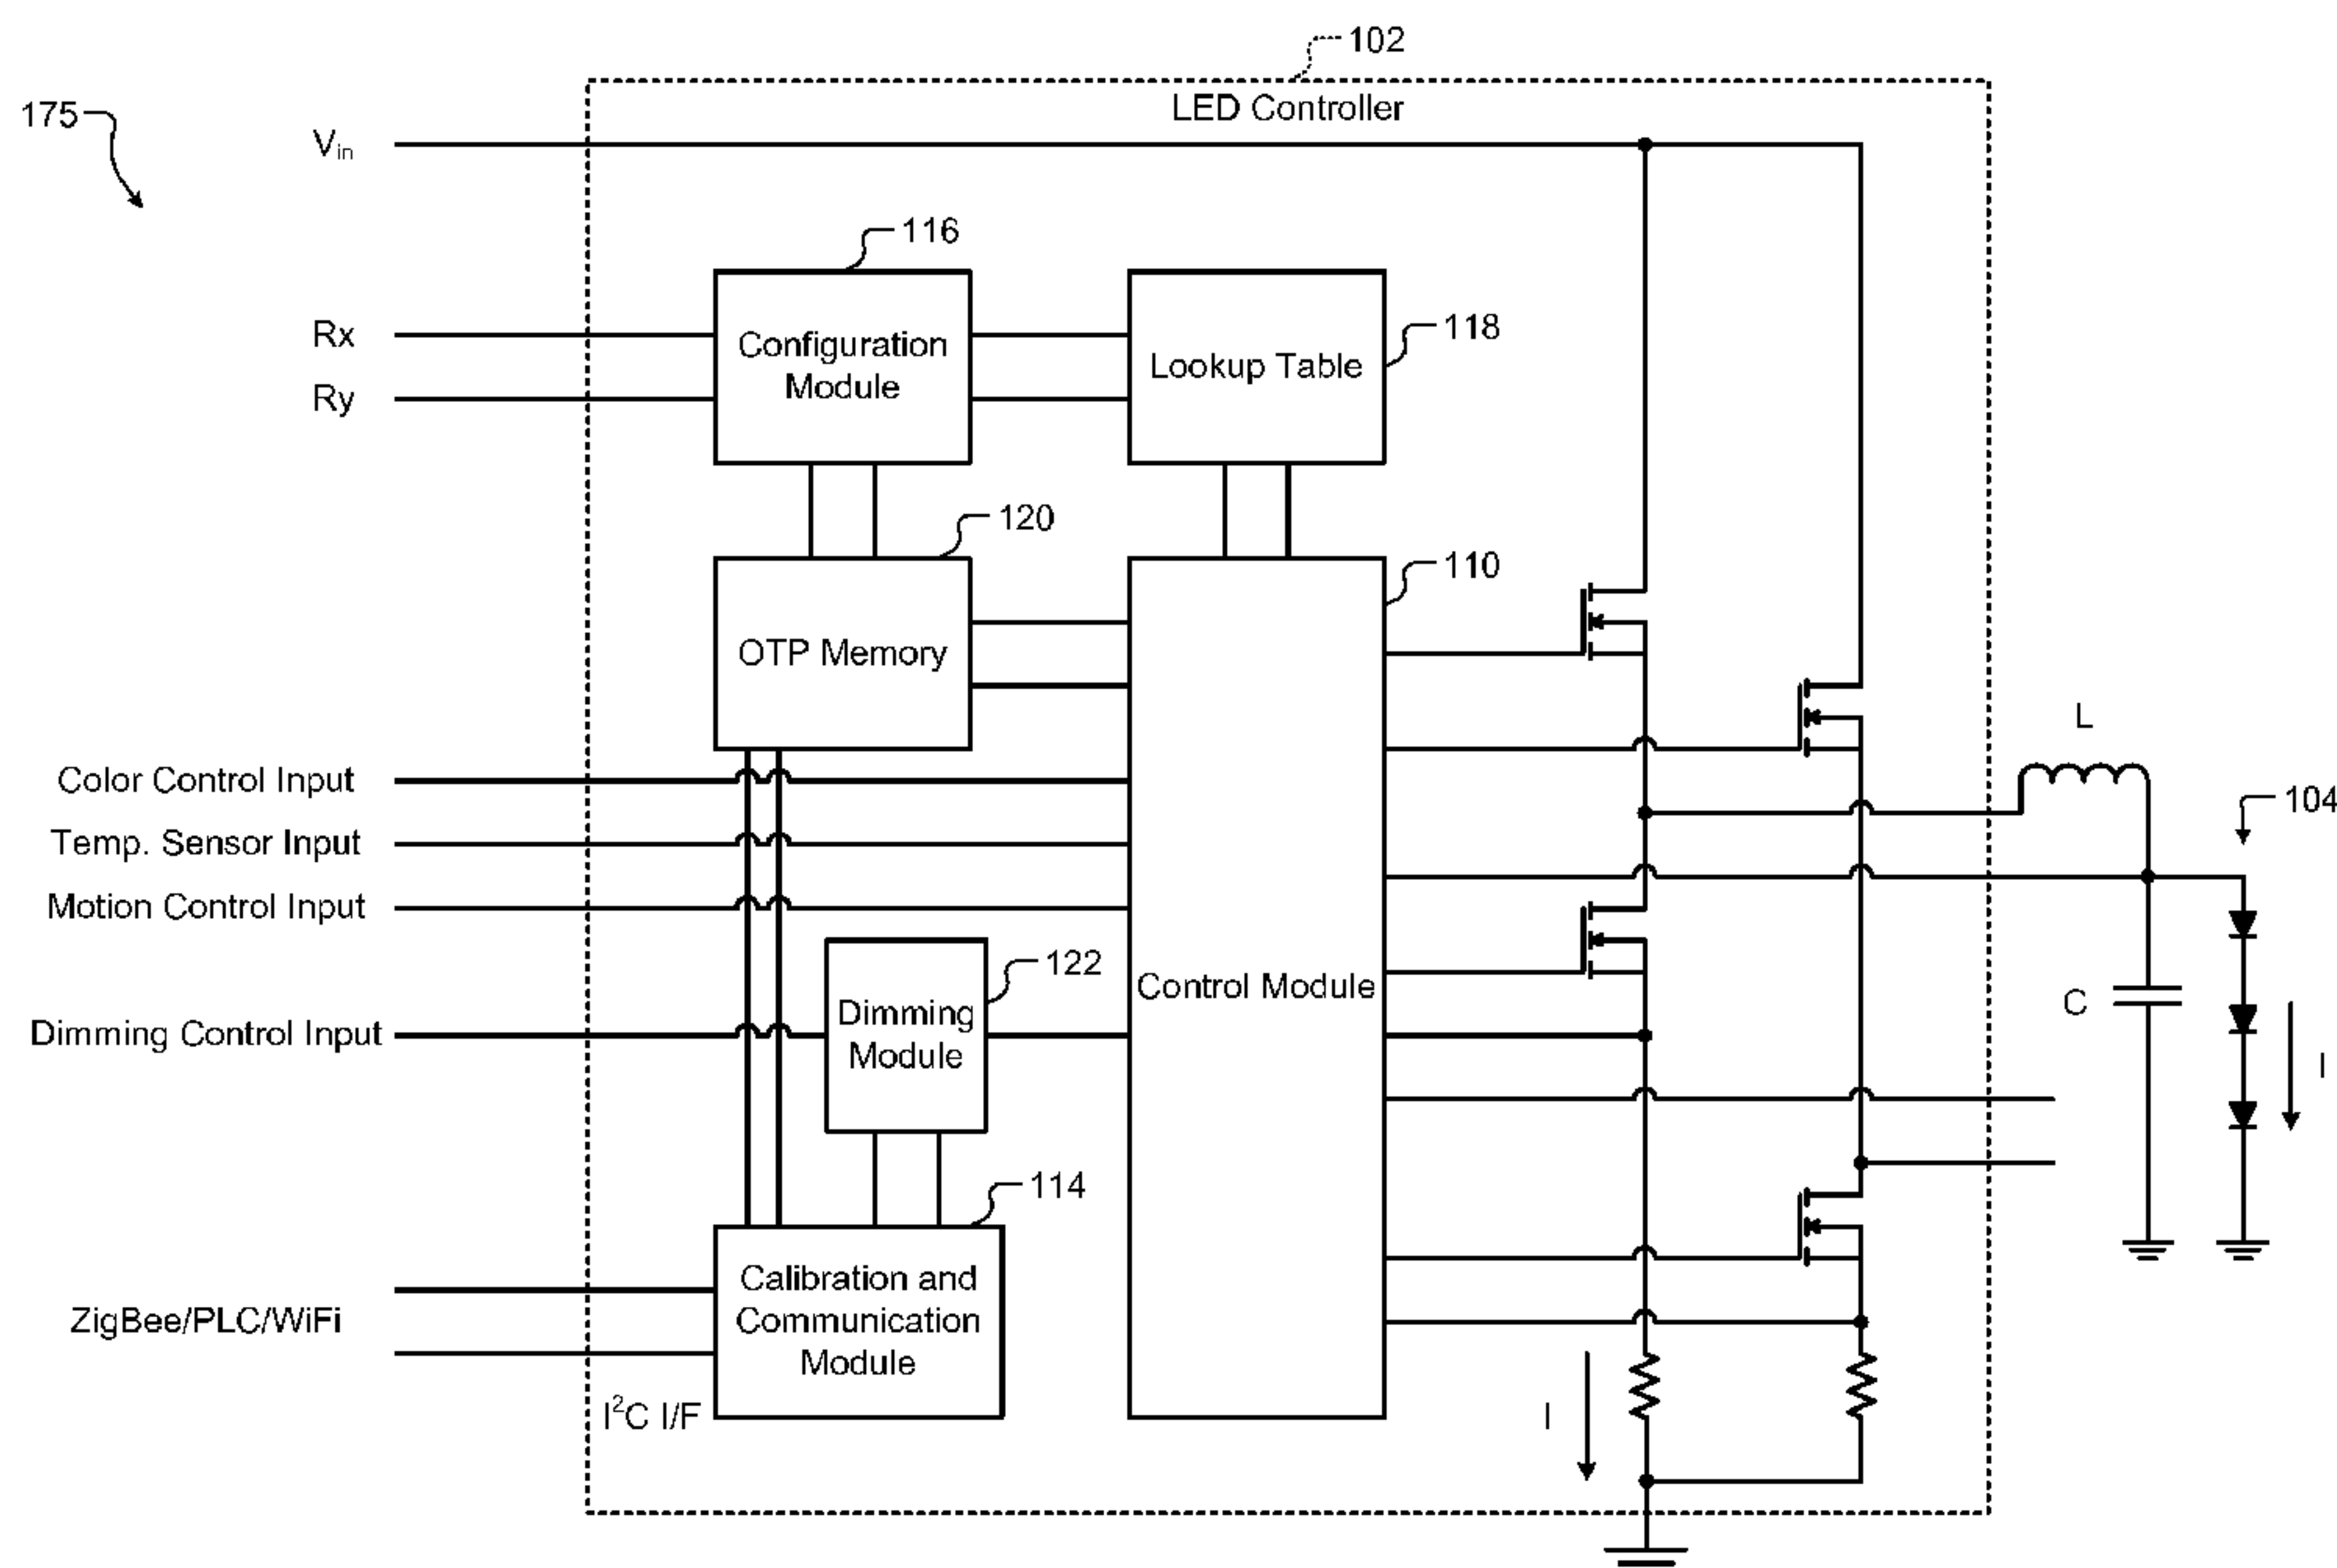 102
LED Controller
175
Vin
116
Rx
Ry
Configuration
Module
Lookup Table
118
120
110
OTP Memory
L
Color Control Input
Temp. Sensor Input
Motion Control Input
104
122
Dimming
Module
Control Module
C
Dimming Control Input
I
114
Calibration and
Communication
Module
ZigBee/PLC/WiFi
I²C I/F
I